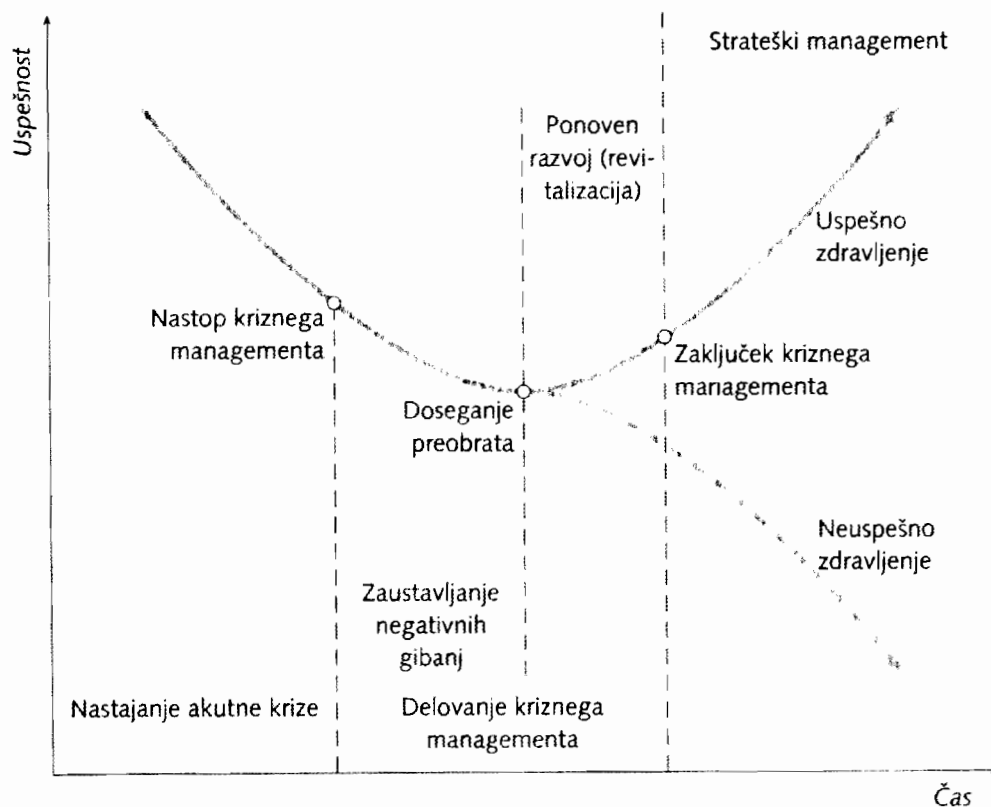 Uspešnost
Strateški management
Ponoven
razvoj (revi-
talizacija)
Uspešno
zdravljenje
Nastop kriznega
managementa
Zaključek kriznega
managementa
Doseganje
preobrata
Neuspešno
zdravljenje
Zaustavljanje
negativnih
gibanj
Nastajanje akutne krize
Delovanje kriznega
managementa
Čas